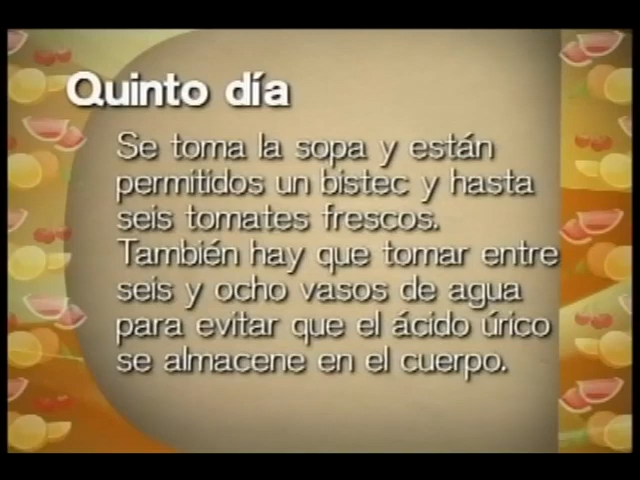 Quinto día
Se toma la sopa y están
permitidos un bistec y hasta
seis tomates frescos.
También hay que tomar entre
seis y ocho vasos de agua
para evitar que el ácido úrico
se almacene en el cuerpo.